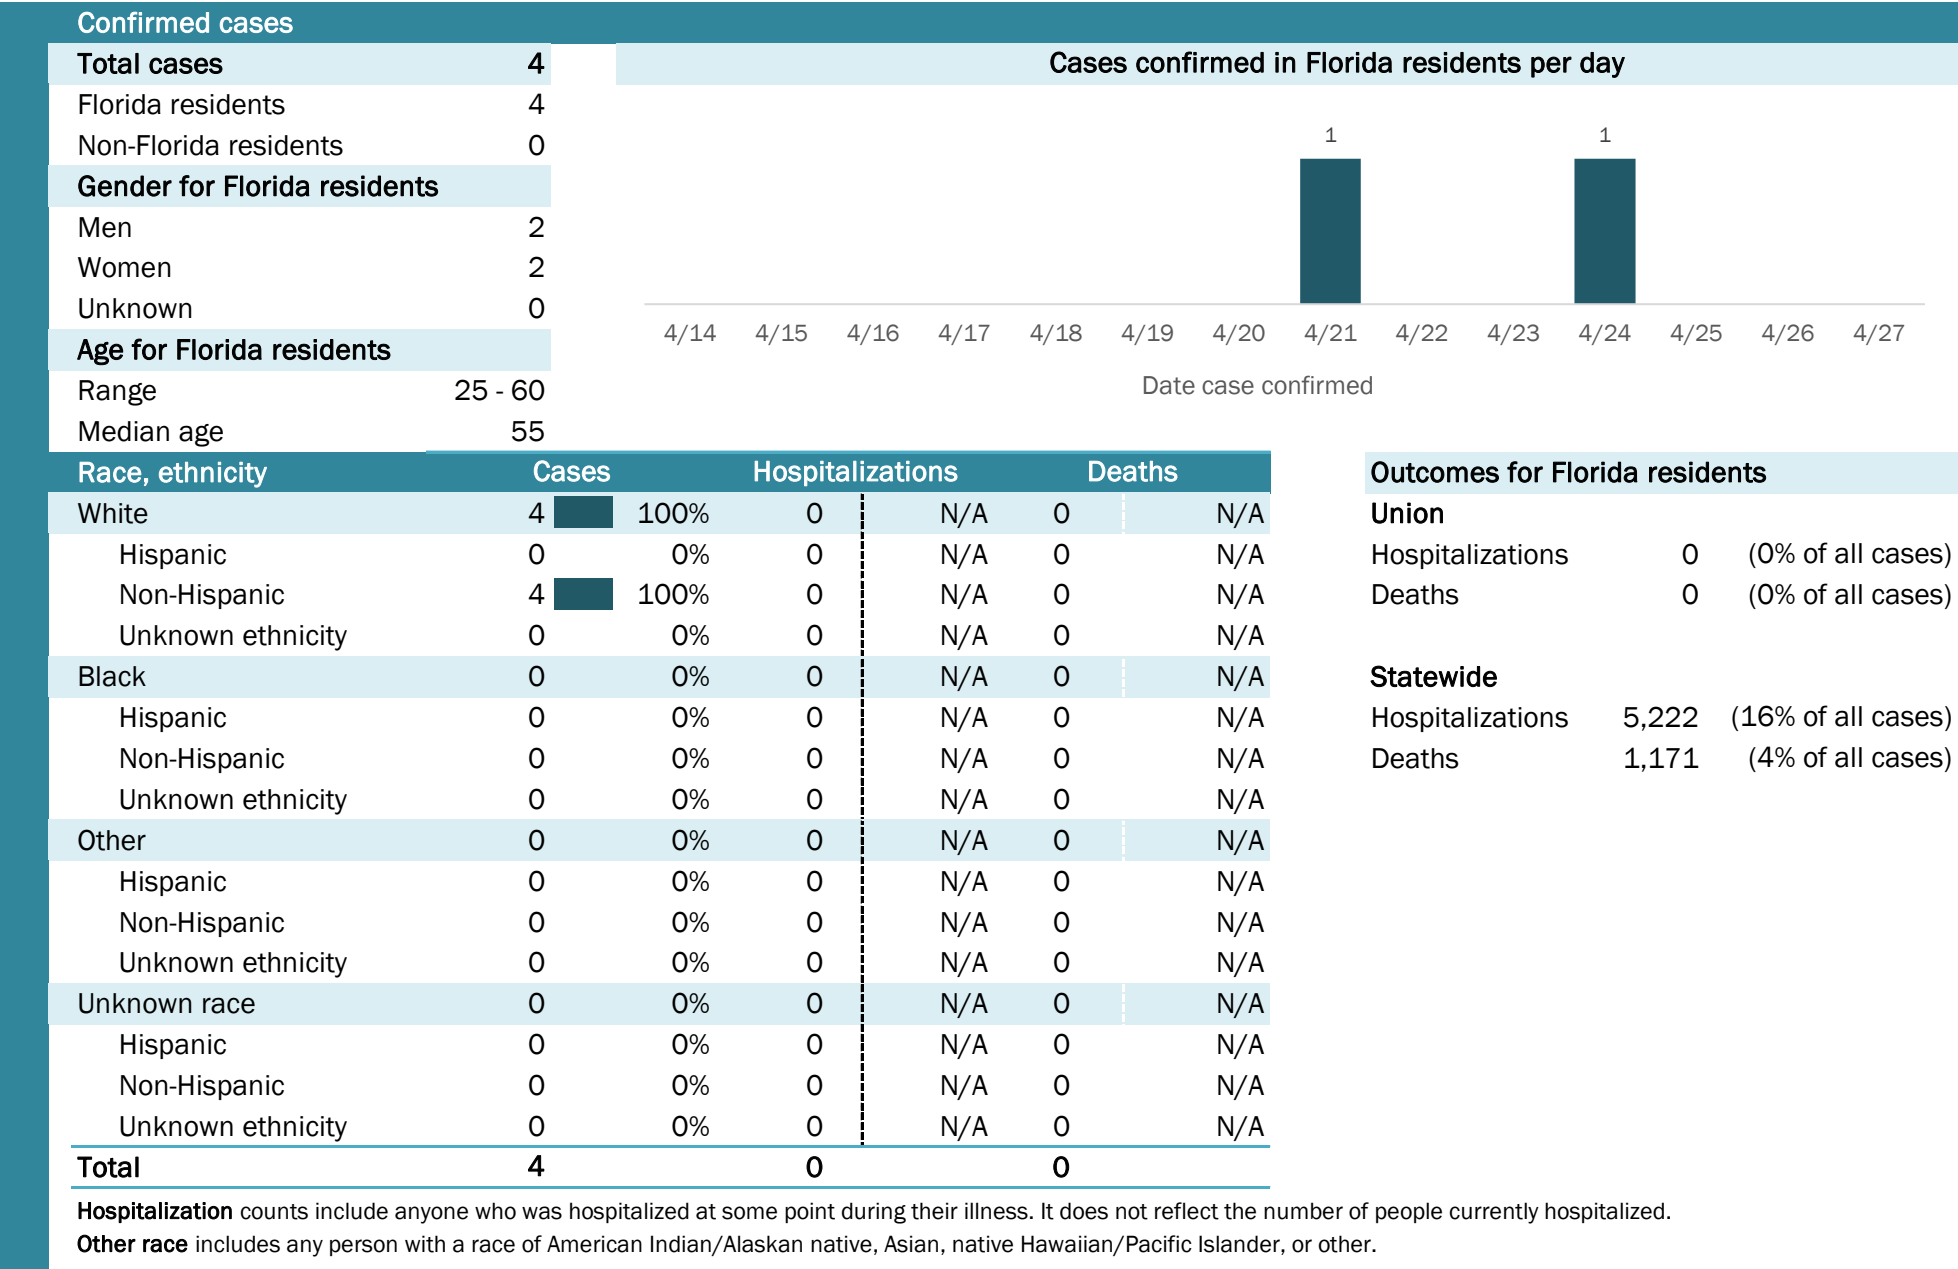 Confirmed cases
Total cases 4
Florida residents 4
Non-Florida residents 0
Gender for Florida residents
Men 2
Women 2
Unknown 0
Age for Florida residents
Range 25 - 60
Median age 55
Cases confirmed in Florida residents per day
1 1
4/14 4/15 4/16 4/17 4/18 4/19 4/20 4/21 4/22 4/23 4/24 4/25 4/26 4/27
Date case confirmed
Race, ethnicity Cases Hospitalizations Deaths
White 4 100% 0 N/A 0 N/A
Hispanic 0 0% 0 N/A 0 N/A
Non-Hispanic 4 100% 0 N/A 0 N/A
Unknown ethnicity 0 0% 0 N/A 0 N/A
Black 0 0% 0 N/A 0 N/A
Hispanic 0 0% 0 N/A 0 N/A
Non-Hispanic 0 0% 0 N/A 0 N/A
Unknown ethnicity 0 0% 0 N/A 0 N/A
Other 0 0% 0 N/A 0 N/A
Hispanic 0 0% 0 N/A 0 N/A
Non-Hispanic 0 0% 0 N/A 0 N/A
Unknown ethnicity 0 0% 0 N/A 0 N/A
Unknown race 0 0% 0 N/A 0 N/A
Hispanic 0 0% 0 N/A 0 N/A
Non-Hispanic 0 0% 0 N/A 0 N/A
Unknown ethnicity 0 0% 0 N/A 0 N/A
Total 4 0 0
Outcomes for Florida residents
Union
Hospitalizations 0 (0% of all cases)
Deaths 0 (0% of all cases)
Statewide
Hospitalizations 5,222 (16% of all cases)
Deaths 1,171 (4% of all cases)
Hospitalization counts include anyone who was hospitalized at some point during their illness. It does not reflect the number of people currently hospitalized.
Other race includes any person with a race of American Indian/Alaskan native, Asian, native Hawaiian/Pacific Islander, or other.